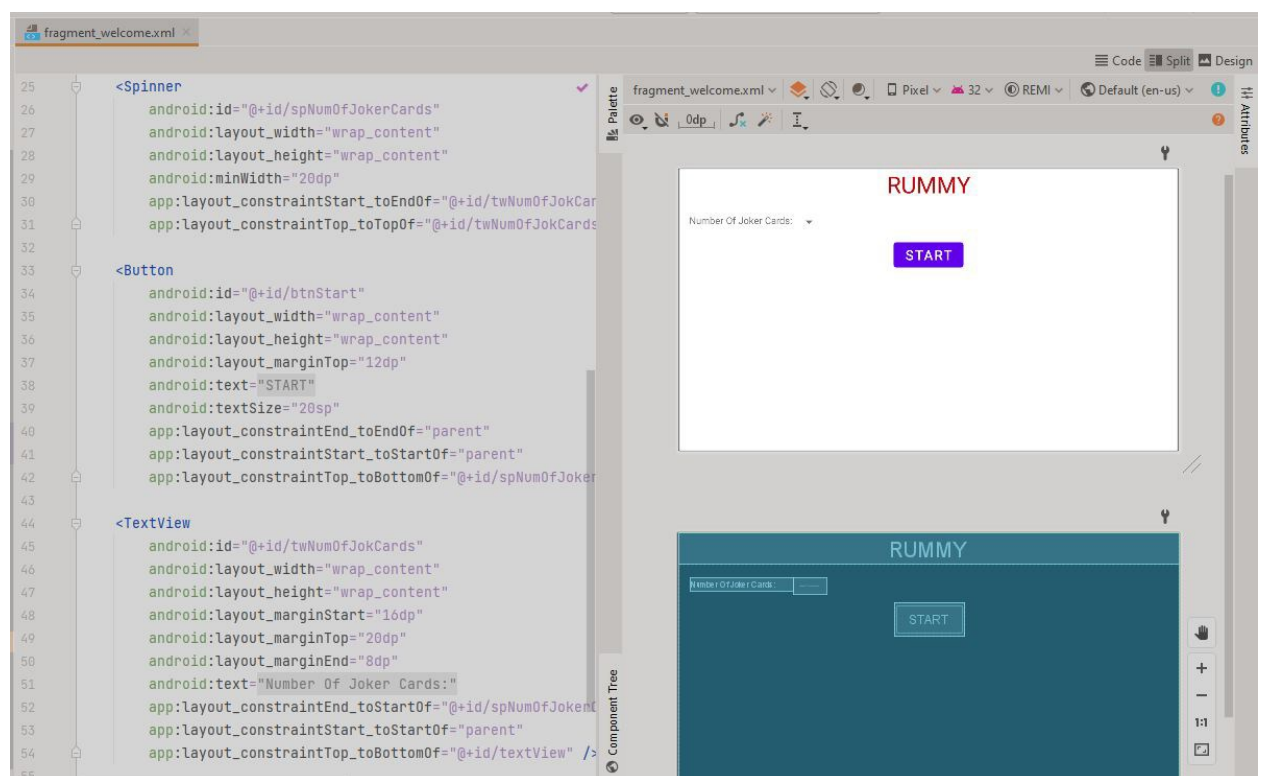 fragment_welcome.xml
Code Split Design
25 <Spinner
26 android:id="@+id/spNumOfJokerCards"
27 android:layout_width="wrap_content"
28 android:layout_height="wrap_content"
29 android:minWidth="20dp"
30 app:layout_constraintStart_toEndOf="@+id/twNumOfJokCar
31 app:layout_constraintTop_toTopOf="@+id/twNumOfJokCards
32
33 <Button
34 android:id="@+id/btnStart"
35 android:layout_width="wrap_content"
36 android:layout_height="wrap_content"
37 android:layout_marginTop="12dp"
38 android:text="START"
39 android:textSize="20sp"
40 app:layout_constraintEnd_toEndOf="parent"
41 app:layout_constraintStart_toStartOf="parent"
42 app:layout_constraintTop_toBottomOf="@+id/spNumOfJoker
43
44 <TextView
45 android:id="@+id/twNumOfJokCards"
46 android:layout_width="wrap_content"
47 android:layout_height="wrap_content"
48 android:layout_marginStart="16dp"
49 android:layout_marginTop="20dp"
50 android:layout_marginEnd="8dp"
51 android:text="Number Of Joker Cards:"
52 app:layout_constraintEnd_toStartOf="@+id/spNumOfJoker
53 app:layout_constraintStart_toStartOf="parent"
54 app:layout_constraintTop_toBottomOf="@+id/textView" />
55
Palette
Component Tree
fragment_welcome.xml Pixel 32 REMI Default (en-us)
0dp
Attributes
RUMMY
Number Of Joker Cards:
START
RUMMY
Number Of Joker Cards:
START
1:1